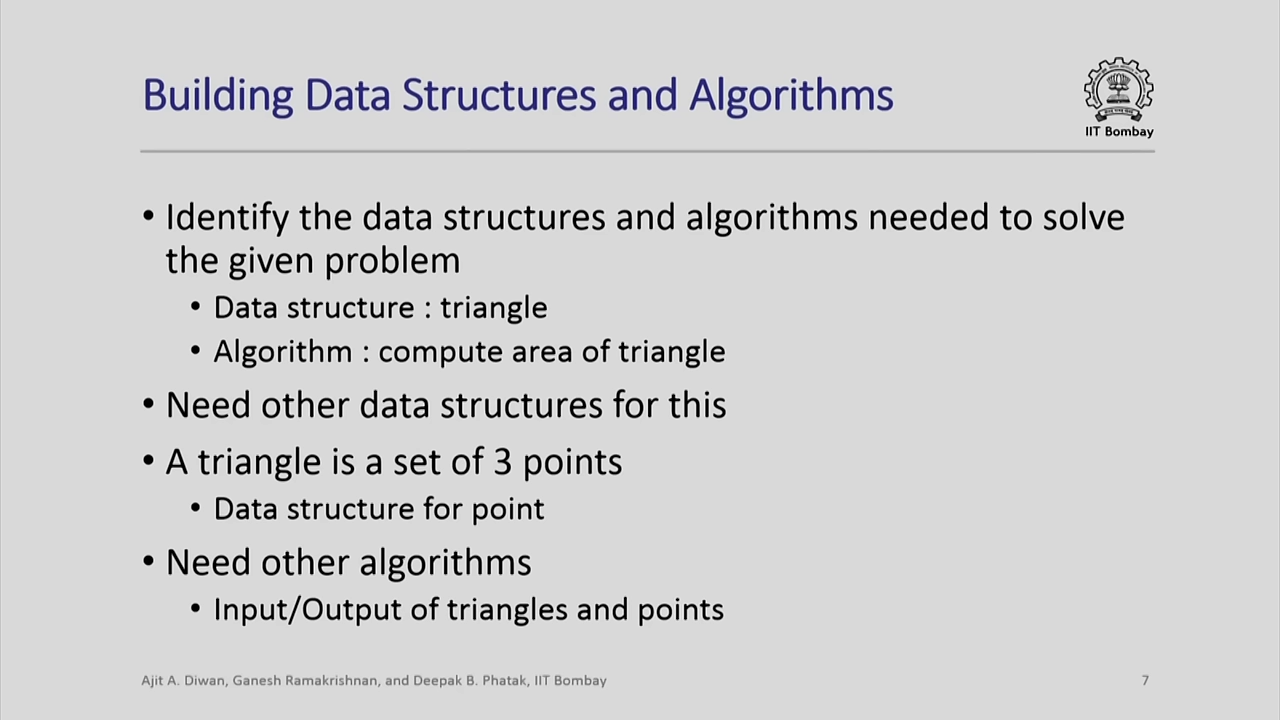 Building Data Structures and Algorithms
IIT Bombay
• Identify the data structures and algorithms needed to solve
the given problem
• Data structure : triangle
• Algorithm : compute area of triangle
• Need other data structures for this
• A triangle is a set of 3 points
• Data structure for point
• Need other algorithms
• Input/Output of triangles and points
Ajit A. Diwan, Ganesh Ramakrishnan, and Deepak B. Phatak, IIT Bombay
7